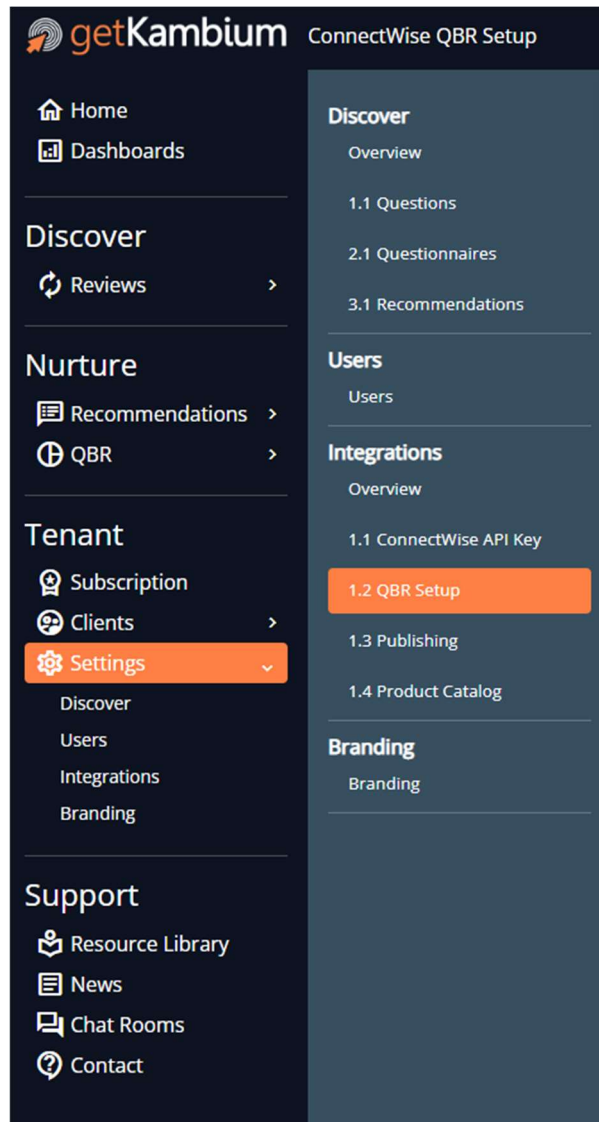 getKambium ConnectWise QBR Setup
Home
Dashboards
Discover
Reviews
Nurture
Recommendations
QBR
Tenant
Subscription
Clients
Settings
Discover
Users
Integrations
Branding
Support
Resource Library
News
Chat Rooms
Contact
Discover
Overview
1.1 Questions
2.1 Questionnaires
3.1 Recommendations
Users
Users
Integrations
Overview
1.1 ConnectWise API Key
1.2 QBR Setup
1.3 Publishing
1.4 Product Catalog
Branding
Branding